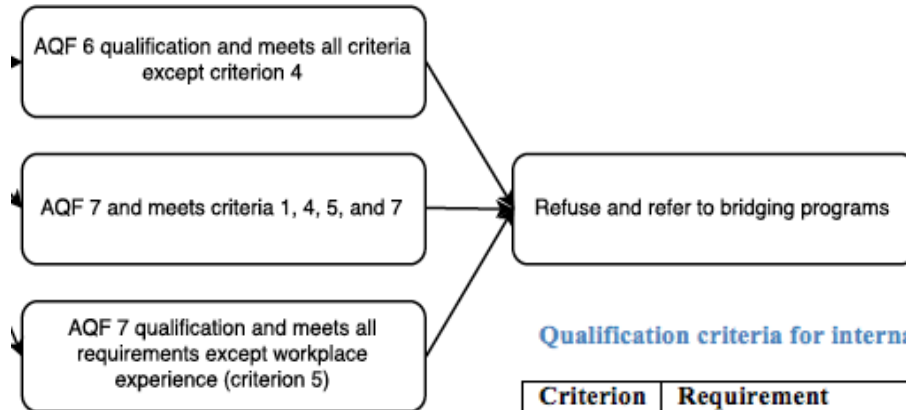 AQF 6 qualification and meets all criteria
except criterion 4
AQF 7 and meets criteria 1, 4, 5, and 7
Refuse and refer to bridging programs
AQF 7 qualification and meets all
requirements except workplace
experience (criterion 5)
Qualification criteria for interna
Criterion Requirement